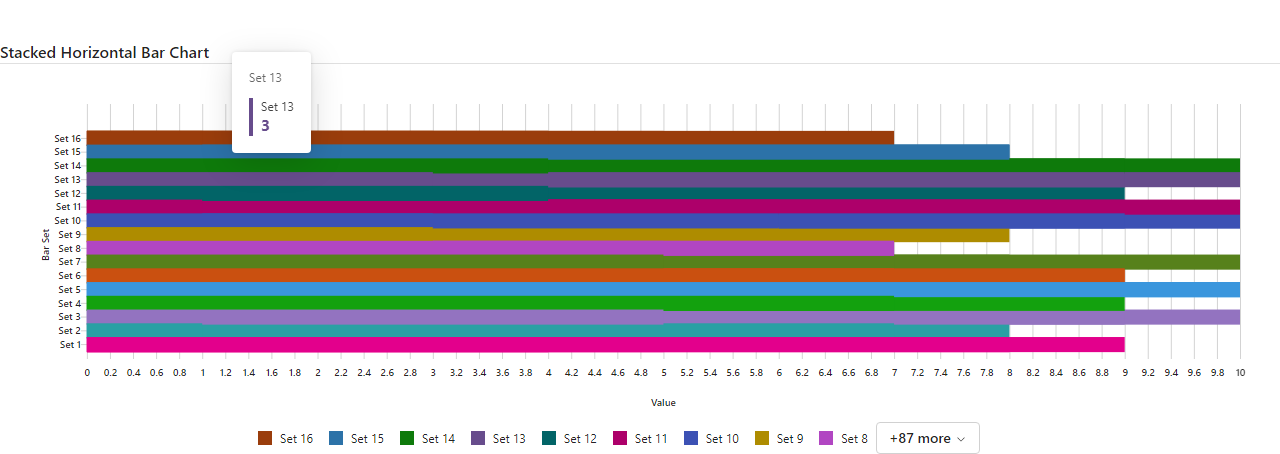 Stacked Horizontal Bar Chart
Set 13
Set 13
3
Set 16
Set 15
Set 14
Set 13
Set 12
Set 11
Set 10
Set 9
Set 8
Set 7
Set 6
Set 5
Set 4
Set 3
Set 2
Set 1
Bar Set
0 0.2 0.4 0.6 0.8 1 1.2 1.4 1.6 1.8 2 2.2 2.4 2.6 2.8 3 3.2 3.4 3.6 3.8 4 4.2 4.4 4.6 4.8 5 5.2 5.4 5.6 5.8 6 6.2 6.4 6.6 6.8 7 7.2 7.4 7.6 7.8 8 8.2 8.4 8.6 8.8 9 9.2 9.4 9.6 9.8 10
Value
Set 16 Set 15 Set 14 Set 13 Set 12 Set 11 Set 10 Set 9 Set 8 +87 more